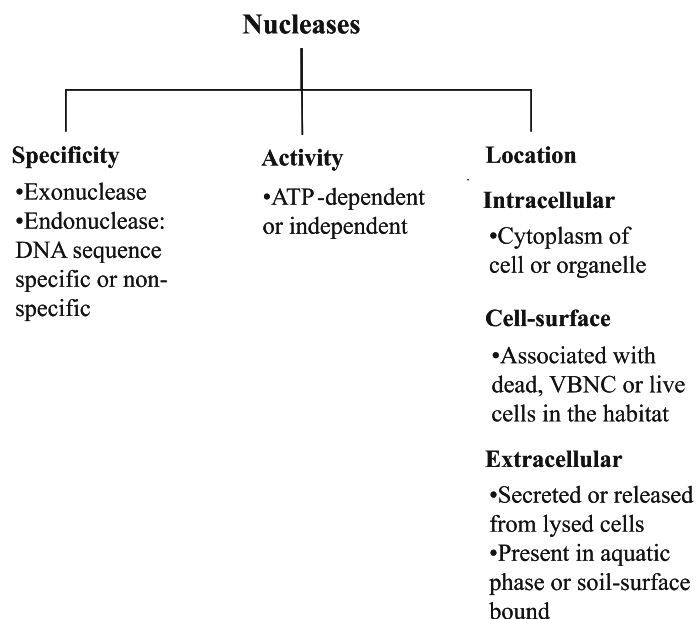 Nucleases
Specificity
•Exonuclease
•Endonuclease:
DNA sequence
specific or non-
specific
Activity
•ATP-dependent
or independent
Location
Intracellular
•Cytoplasm of
cell or organelle
Cell-surface
•Associated with
dead, VBNC or live
cells in the habitat
Extracellular
•Secreted or released
from lysed cells
•Present in aquatic
phase or soil-surface
bound